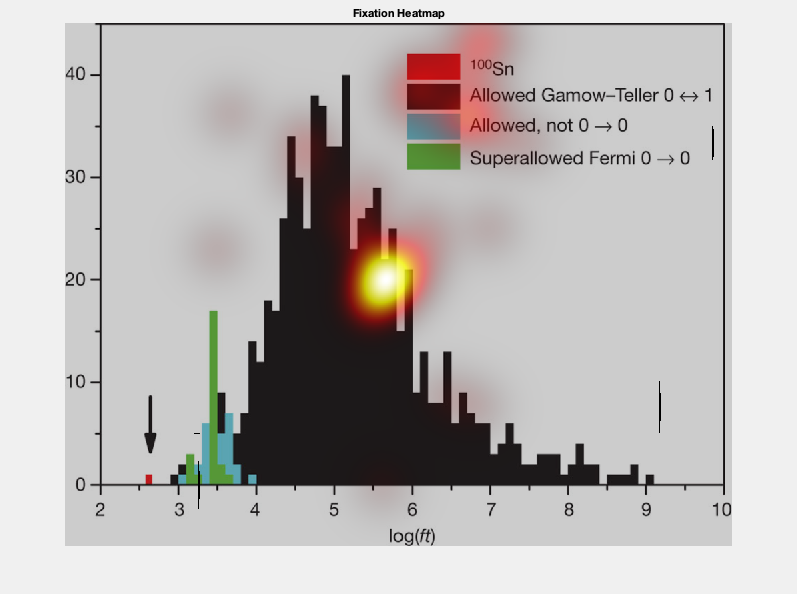 Fixation Heatmap
¹⁰⁰Sn
Allowed Gamow–Teller 0 ↔ 1
Allowed, not 0 → 0
Superallowed Fermi 0 → 0
40
30
20
10
0
2 3 4 5 6 7 8 9 10
log(ft)